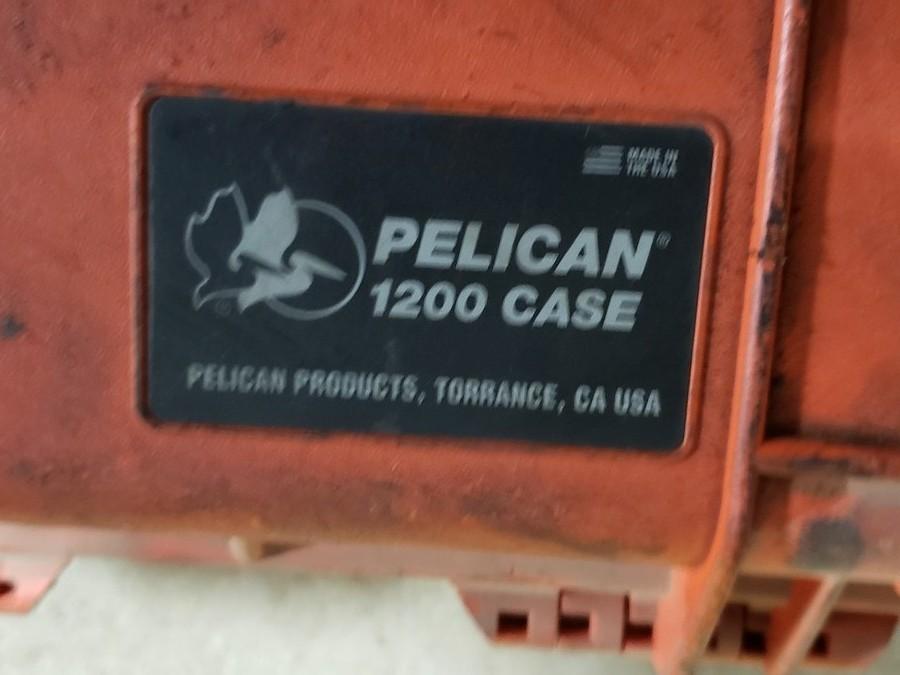 MADE IN
THE USA
PELICAN®
1200 CASE
©
PELICAN PRODUCTS, TORRANCE, CA USA